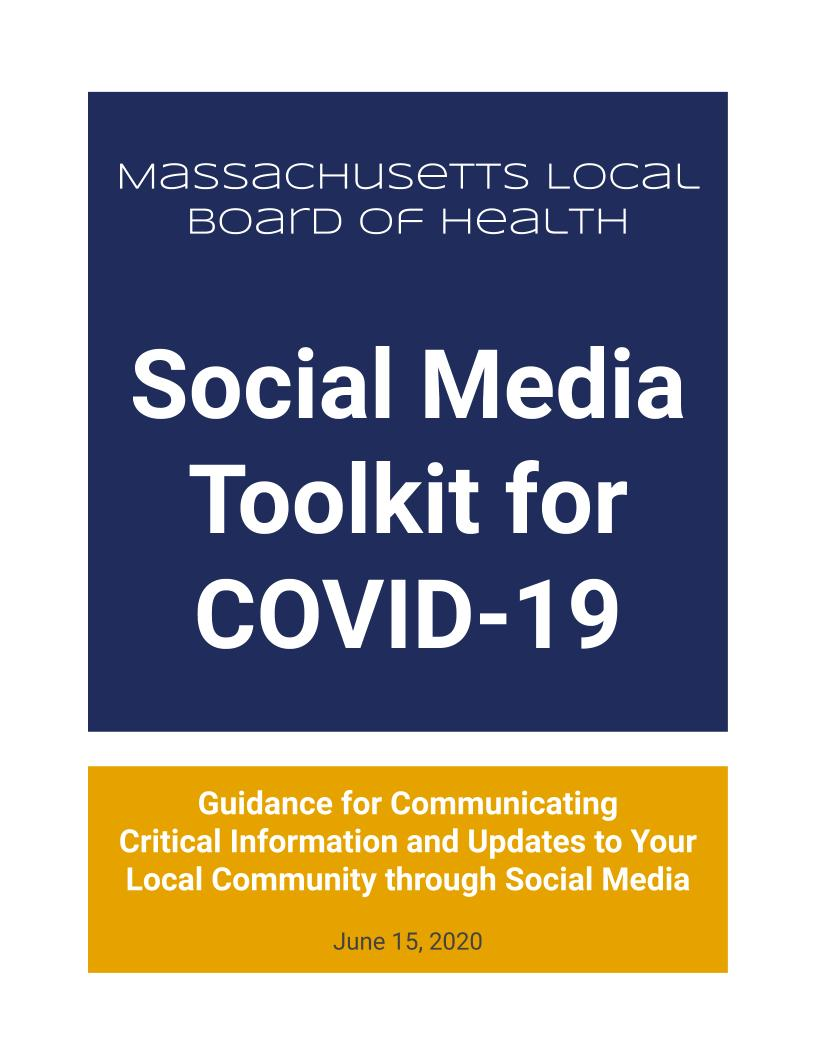 Massachusetts Local
Board of Health
Social Media
Toolkit for
COVID-19
Guidance for Communicating
Critical Information and Updates to Your
Local Community through Social Media
June 15, 2020